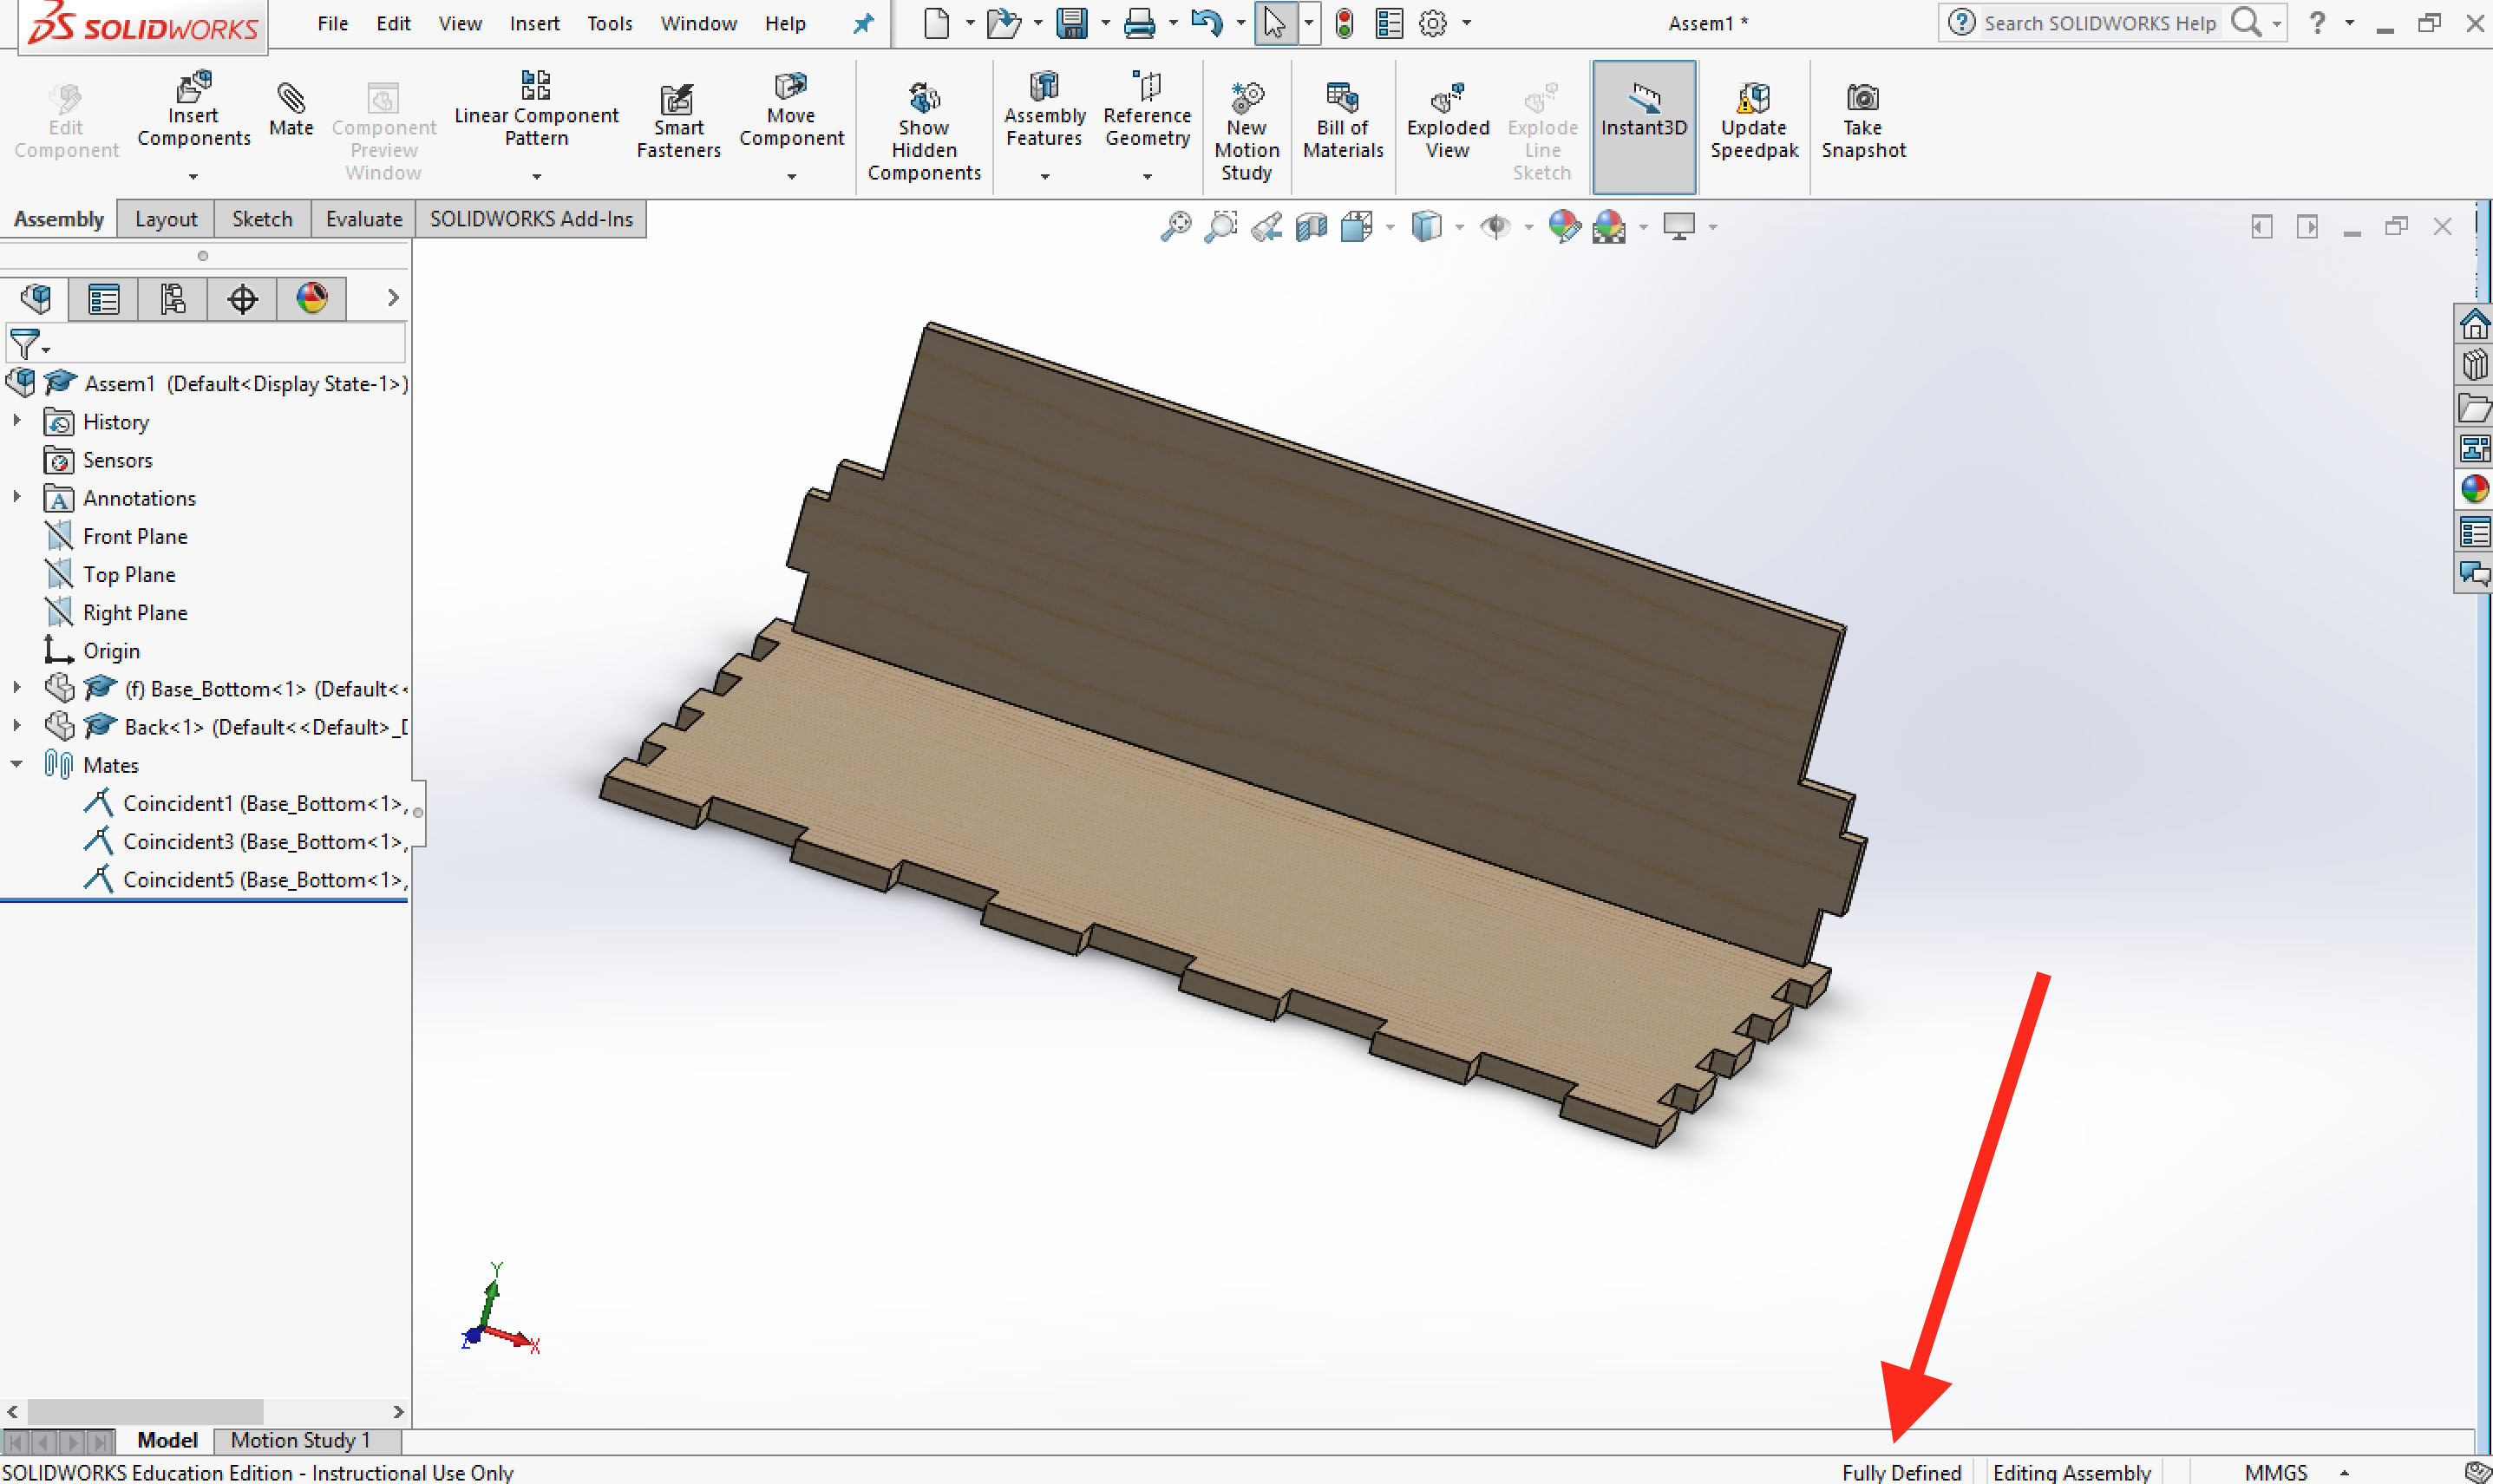 SOLIDWORKS File Edit View Insert Tools Window Help Assem1 * Search SOLIDWORKS Help ?
Edit Component
Insert Components
Mate
Component Preview Window
Linear Component Pattern
Smart Fasteners
Move Component
Show Hidden Components
Assembly Features
Reference Geometry
New Motion Study
Bill of Materials
Exploded View
Explode Line Sketch
Instant3D
Update Speedpak
Take Snapshot
Assembly Layout Sketch Evaluate SOLIDWORKS Add-Ins
Assem1 (Default<Display State-1>)
History
Sensors
Annotations
Front Plane
Top Plane
Right Plane
Origin
(f) Base_Bottom<1> (Default<<
Back<1> (Default<<Default>_D
Mates
Coincident1 (Base_Bottom<1>,
Coincident3 (Base_Bottom<1>,
Coincident5 (Base_Bottom<1>,
Y
Z
X
Model Motion Study 1
SOLIDWORKS Education Edition - Instructional Use Only Fully Defined Editing Assembly MMGS